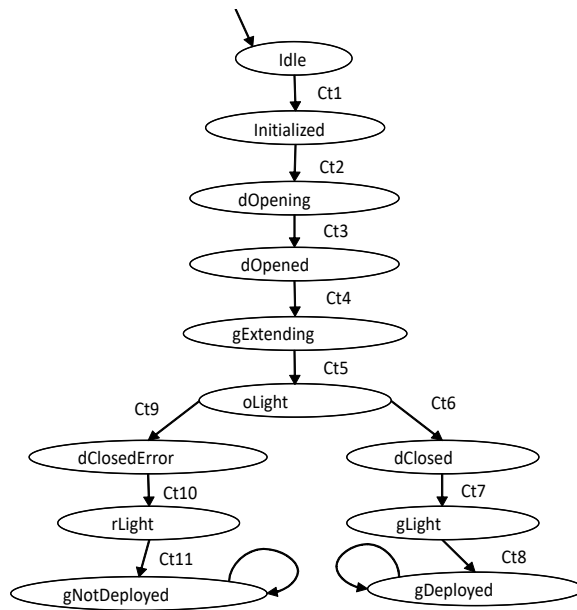 Idle
Ct1
Initialized
Ct2
dOpening
Ct3
dOpened
Ct4
gExtending
Ct5
oLight
Ct9
Ct6
dClosedError
dClosed
Ct10
Ct7
rLight
gLight
Ct11
Ct8
gNotDeployed
gDeployed